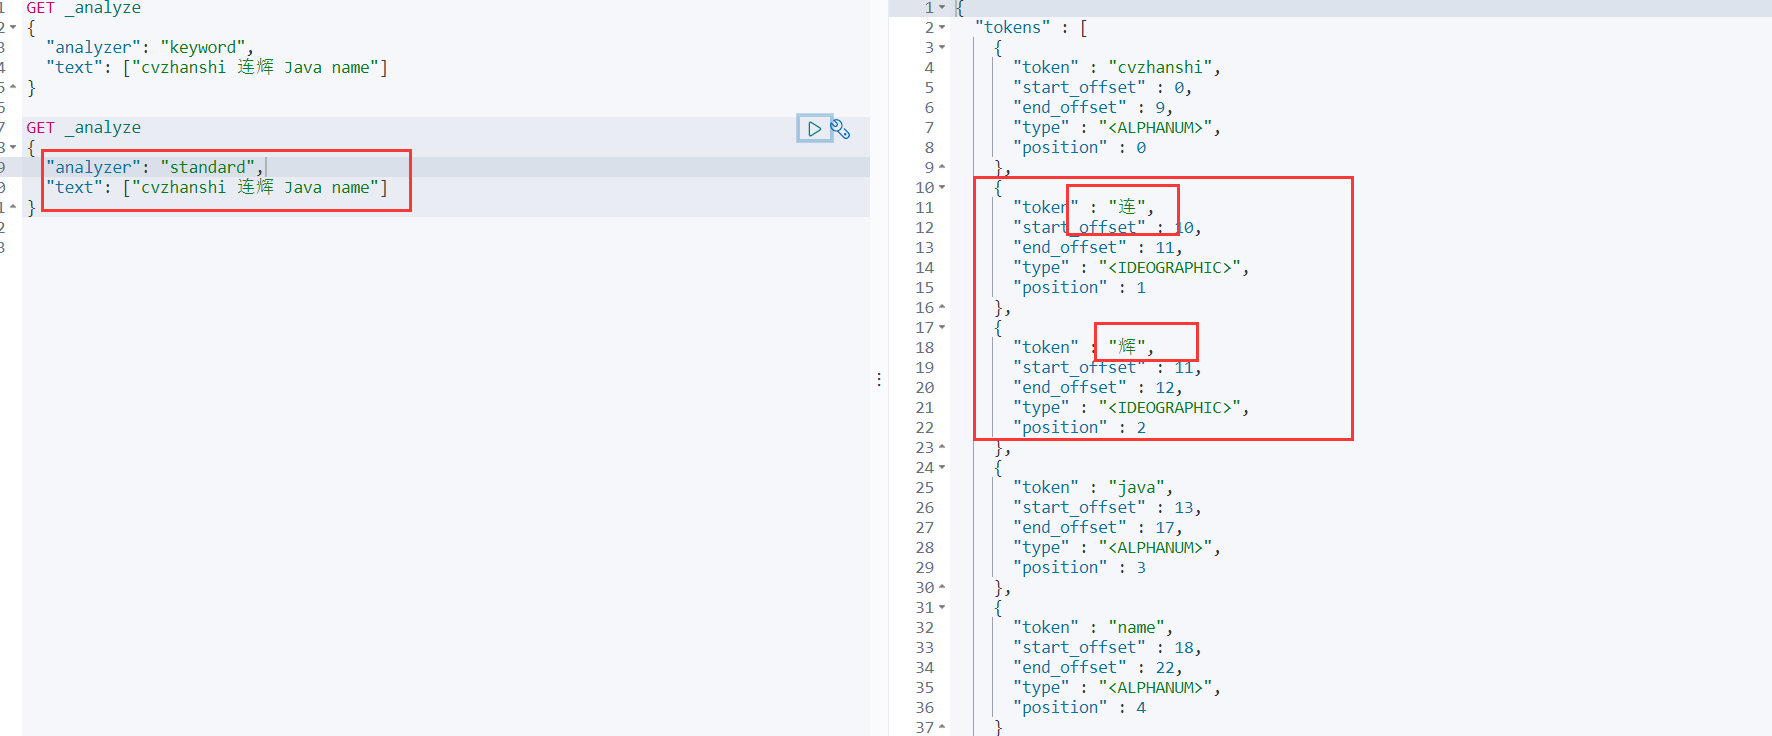 1 GET _analyze
2 {
3 "analyzer": "keyword",
4 "text": ["cvzhanshi 连辉 Java name"]
5 }
6
7 GET _analyze
8 {
9 "analyzer": "standard",
0 "text": ["cvzhanshi 连辉 Java name"]
1 }
2
3
1 {
2 "tokens" : [
3 {
4 "token" : "cvzhanshi",
5 "start_offset" : 0,
6 "end_offset" : 9,
7 "type" : "<ALPHANUM>",
8 "position" : 0
9 },
10 {
11 "token" : "连",
12 "start_offset" : 10,
13 "end_offset" : 11,
14 "type" : "<IDEOGRAPHIC>",
15 "position" : 1
16 },
17 {
18 "token" : "辉",
19 "start_offset" : 11,
20 "end_offset" : 12,
21 "type" : "<IDEOGRAPHIC>",
22 "position" : 2
23 },
24 {
25 "token" : "java",
26 "start_offset" : 13,
27 "end_offset" : 17,
28 "type" : "<ALPHANUM>",
29 "position" : 3
30 },
31 {
32 "token" : "name",
33 "start_offset" : 18,
34 "end_offset" : 22,
35 "type" : "<ALPHANUM>",
36 "position" : 4
37 }